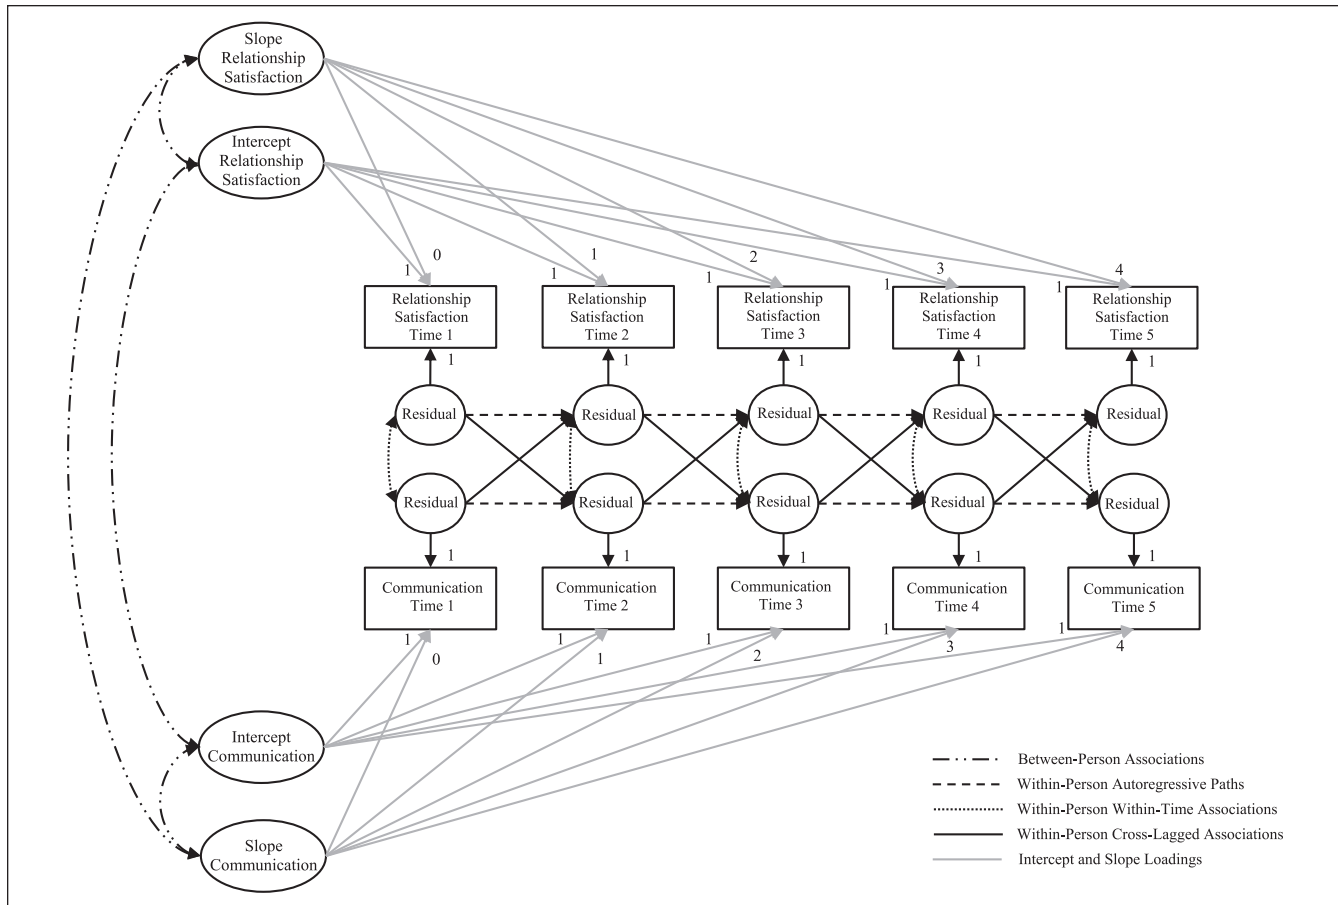 Slope
Relationship
Satisfaction
Intercept
Relationship
Satisfaction
0
1
1
1
2
1
3
1
4
1
Relationship
Satisfaction
Time 1
Relationship
Satisfaction
Time 2
Relationship
Satisfaction
Time 3
Relationship
Satisfaction
Time 4
Relationship
Satisfaction
Time 5
1
1
1
1
1
Residual
Residual
Residual
Residual
Residual
Residual
Residual
Residual
Residual
Residual
1
1
1
1
1
Communication
Time 1
Communication
Time 2
Communication
Time 3
Communication
Time 4
Communication
Time 5
1
0
1
1
1
2
1
3
1
4
Intercept
Communication
Slope
Communication
Between-Person Associations
Within-Person Autoregressive Paths
Within-Person Within-Time Associations
Within-Person Cross-Lagged Associations
Intercept and Slope Loadings